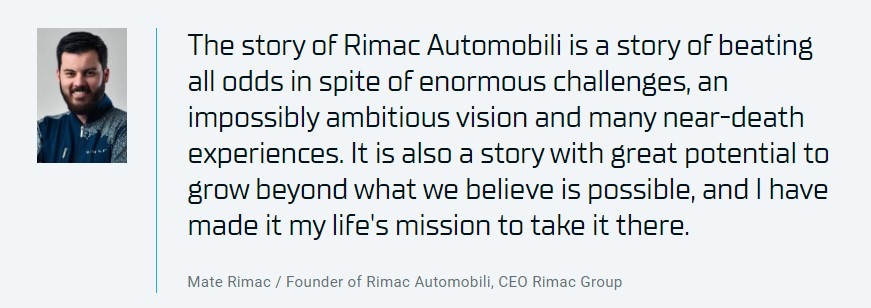 The story of Rimac Automobili is a story of beating
all odds in spite of enormous challenges, an
impossibly ambitious vision and many near-death
experiences. It is also a story with great potential to
grow beyond what we believe is possible, and I have
made it my life's mission to take it there.
Mate Rimac / Founder of Rimac Automobili, CEO Rimac Group